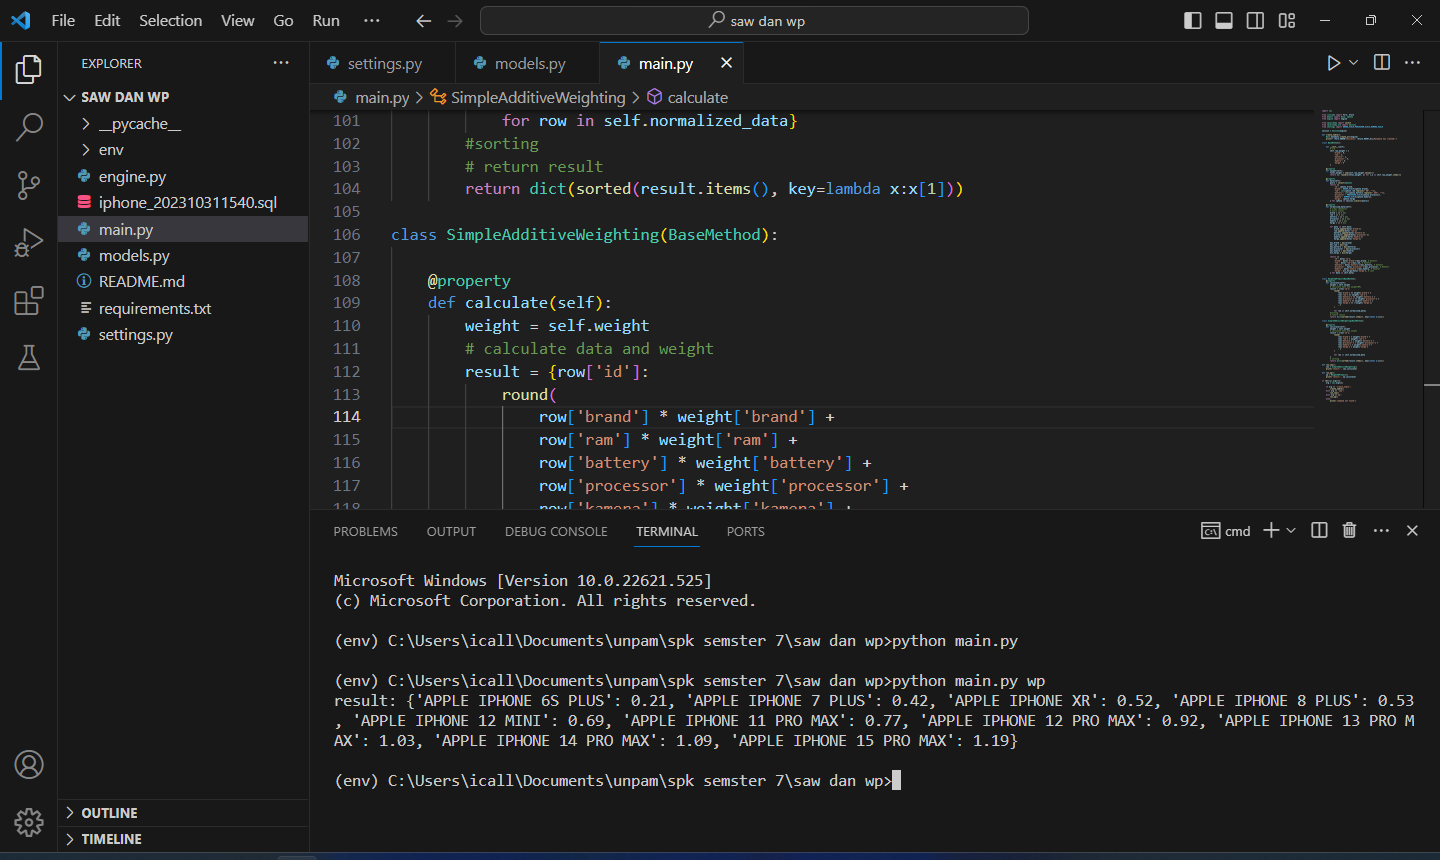 File Edit Selection View Go Run ··· saw dan wp
EXPLORER ···
SAW DAN WP
__pycache__
env
engine.py
iphone_202310311540.sql
main.py
models.py
README.md
requirements.txt
settings.py
OUTLINE
TIMELINE
settings.py models.py main.py
main.py > SimpleAdditiveWeighting > calculate
101 for row in self.normalized_data}
102 #sorting
103 # return result
104 return dict(sorted(result.items(), key=lambda x:x[1]))
105
106 class SimpleAdditiveWeighting(BaseMethod):
107
108 @property
109 def calculate(self):
110 weight = self.weight
111 # calculate data and weight
112 result = {row['id']:
113 round(
114 row['brand'] * weight['brand'] +
115 row['ram'] * weight['ram'] +
116 row['battery'] * weight['battery'] +
117 row['processor'] * weight['processor'] +
118 row['kamera'] * weight['kamera'] +
PROBLEMS OUTPUT DEBUG CONSOLE TERMINAL PORTS cmd
Microsoft Windows [Version 10.0.22621.525]
(c) Microsoft Corporation. All rights reserved.
(env) C:\Users\icall\Documents\unpam\spk semster 7\saw dan wp>python main.py
(env) C:\Users\icall\Documents\unpam\spk semster 7\saw dan wp>python main.py wp
result: {'APPLE IPHONE 6S PLUS': 0.21, 'APPLE IPHONE 7 PLUS': 0.42, 'APPLE IPHONE XR': 0.52, 'APPLE IPHONE 8 PLUS': 0.53
, 'APPLE IPHONE 12 MINI': 0.69, 'APPLE IPHONE 11 PRO MAX': 0.77, 'APPLE IPHONE 12 PRO MAX': 0.92, 'APPLE IPHONE 13 PRO M
AX': 1.03, 'APPLE IPHONE 14 PRO MAX': 1.09, 'APPLE IPHONE 15 PRO MAX': 1.19}
(env) C:\Users\icall\Documents\unpam\spk semster 7\saw dan wp>